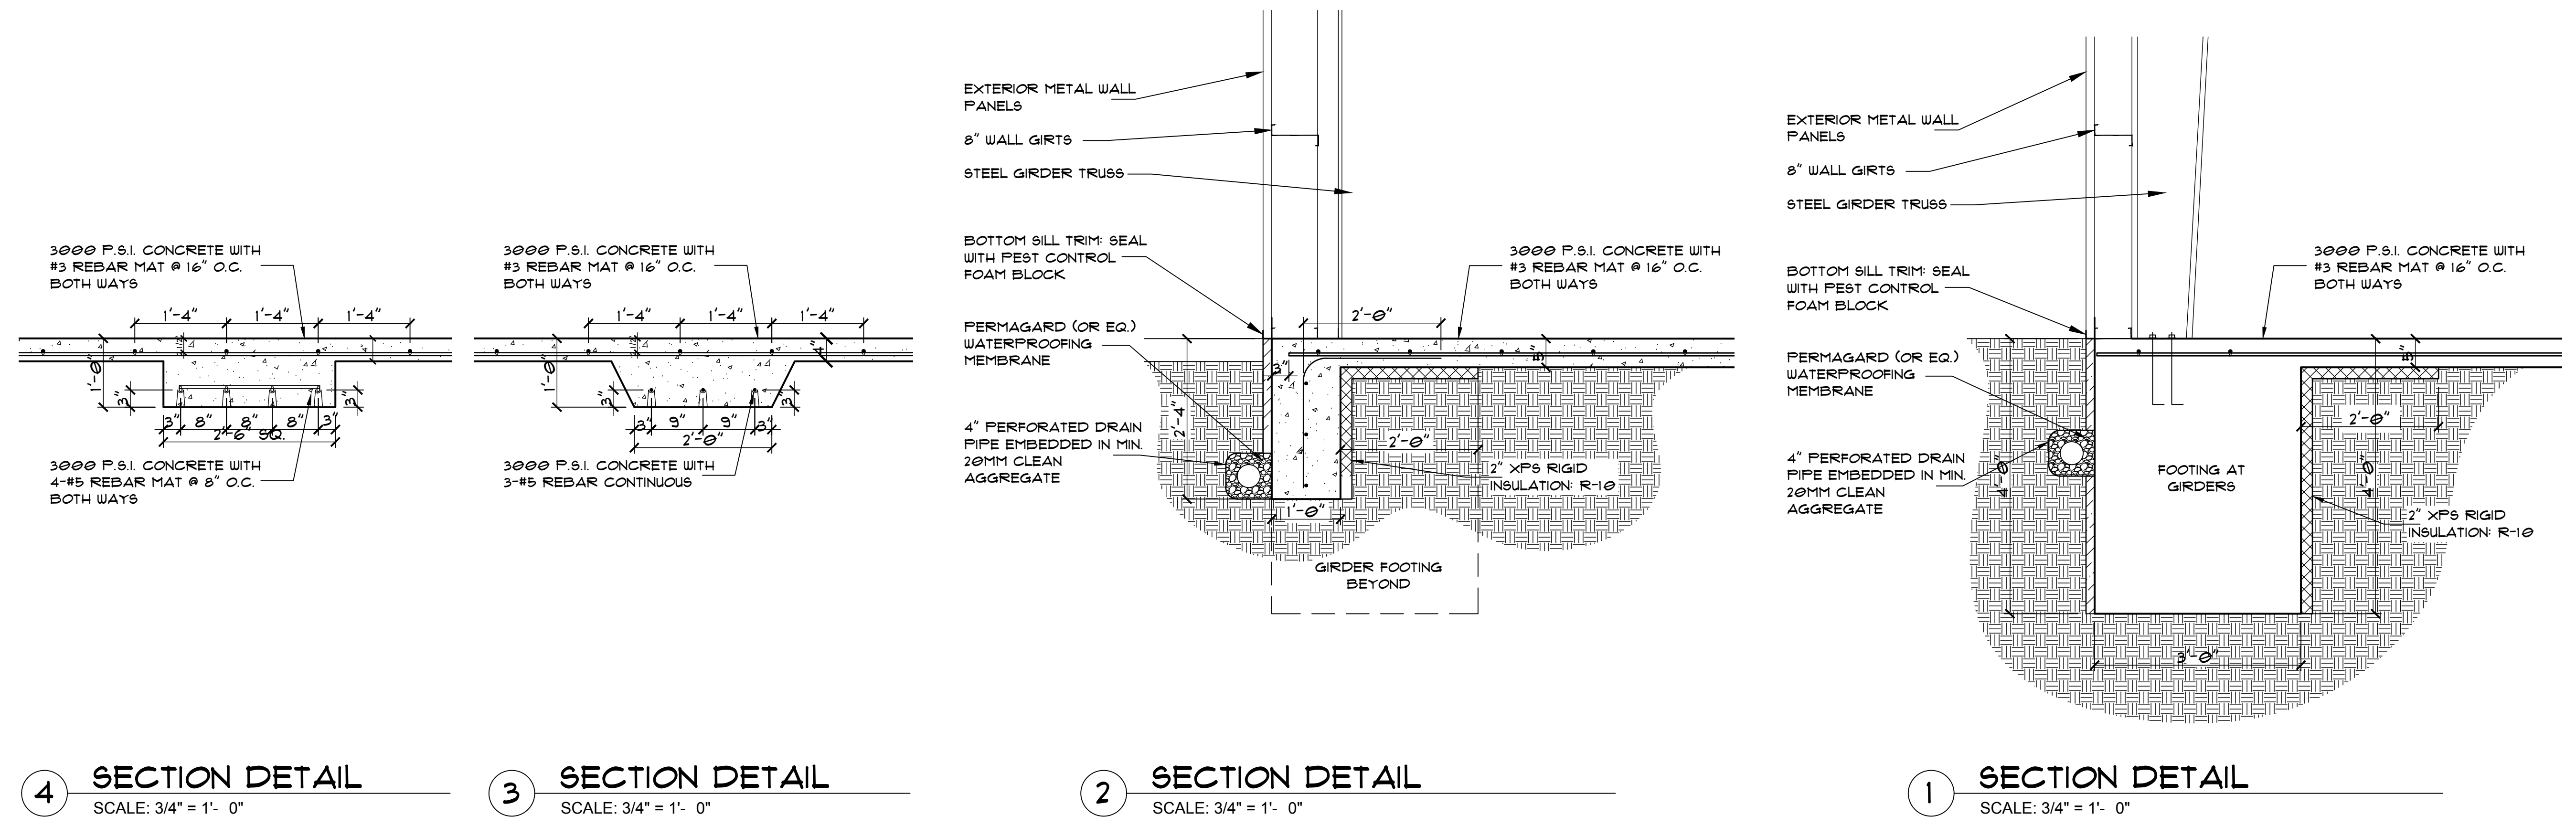 3000 P.S.I. CONCRETE WITH
#3 REBAR MAT @ 16" O.C.
BOTH WAYS
1'-4"
1'-4"
1'-4"
1'-0"
3"
3"
3"
8"
8"
8"
3"
2'-6" SQ.
3000 P.S.I. CONCRETE WITH
4-#5 REBAR MAT @ 8" O.C.
BOTH WAYS
4
SECTION DETAIL
SCALE: 3/4" = 1'- 0"
3000 P.S.I. CONCRETE WITH
#3 REBAR MAT @ 16" O.C.
BOTH WAYS
1'-4"
1'-4"
1'-4"
4"
1'-0"
3"
3"
3"
9"
9"
3"
2'-0"
3000 P.S.I. CONCRETE WITH
3-#5 REBAR CONTINUOUS
3
SECTION DETAIL
SCALE: 3/4" = 1'- 0"
EXTERIOR METAL WALL
PANELS
8" WALL GIRTS
STEEL GIRDER TRUSS
BOTTOM SILL TRIM: SEAL
WITH PEST CONTROL
FOAM BLOCK
PERMAGARD (OR EQ.)
WATERPROOFING
MEMBRANE
4" PERFORATED DRAIN
PIPE EMBEDDED IN MIN.
20MM CLEAN
AGGREGATE
3000 P.S.I. CONCRETE WITH
#3 REBAR MAT @ 16" O.C.
BOTH WAYS
2'-0"
5"
3"
2'-4"
2'-0"
2" XPS RIGID
INSULATION: R-10
1'-0"
GIRDER FOOTING
BEYOND
2
SECTION DETAIL
SCALE: 3/4" = 1'- 0"
EXTERIOR METAL WALL
PANELS
8" WALL GIRTS
STEEL GIRDER TRUSS
BOTTOM SILL TRIM: SEAL
WITH PEST CONTROL
FOAM BLOCK
PERMAGARD (OR EQ.)
WATERPROOFING
MEMBRANE
4" PERFORATED DRAIN
PIPE EMBEDDED IN MIN.
20MM CLEAN
AGGREGATE
3000 P.S.I. CONCRETE WITH
#3 REBAR MAT @ 16" O.C.
BOTH WAYS
5"
2'-0"
4'-0"
4'-0"
FOOTING AT
GIRDERS
2" XPS RIGID
INSULATION: R-10
3'-0"
1
SECTION DETAIL
SCALE: 3/4" = 1'- 0"